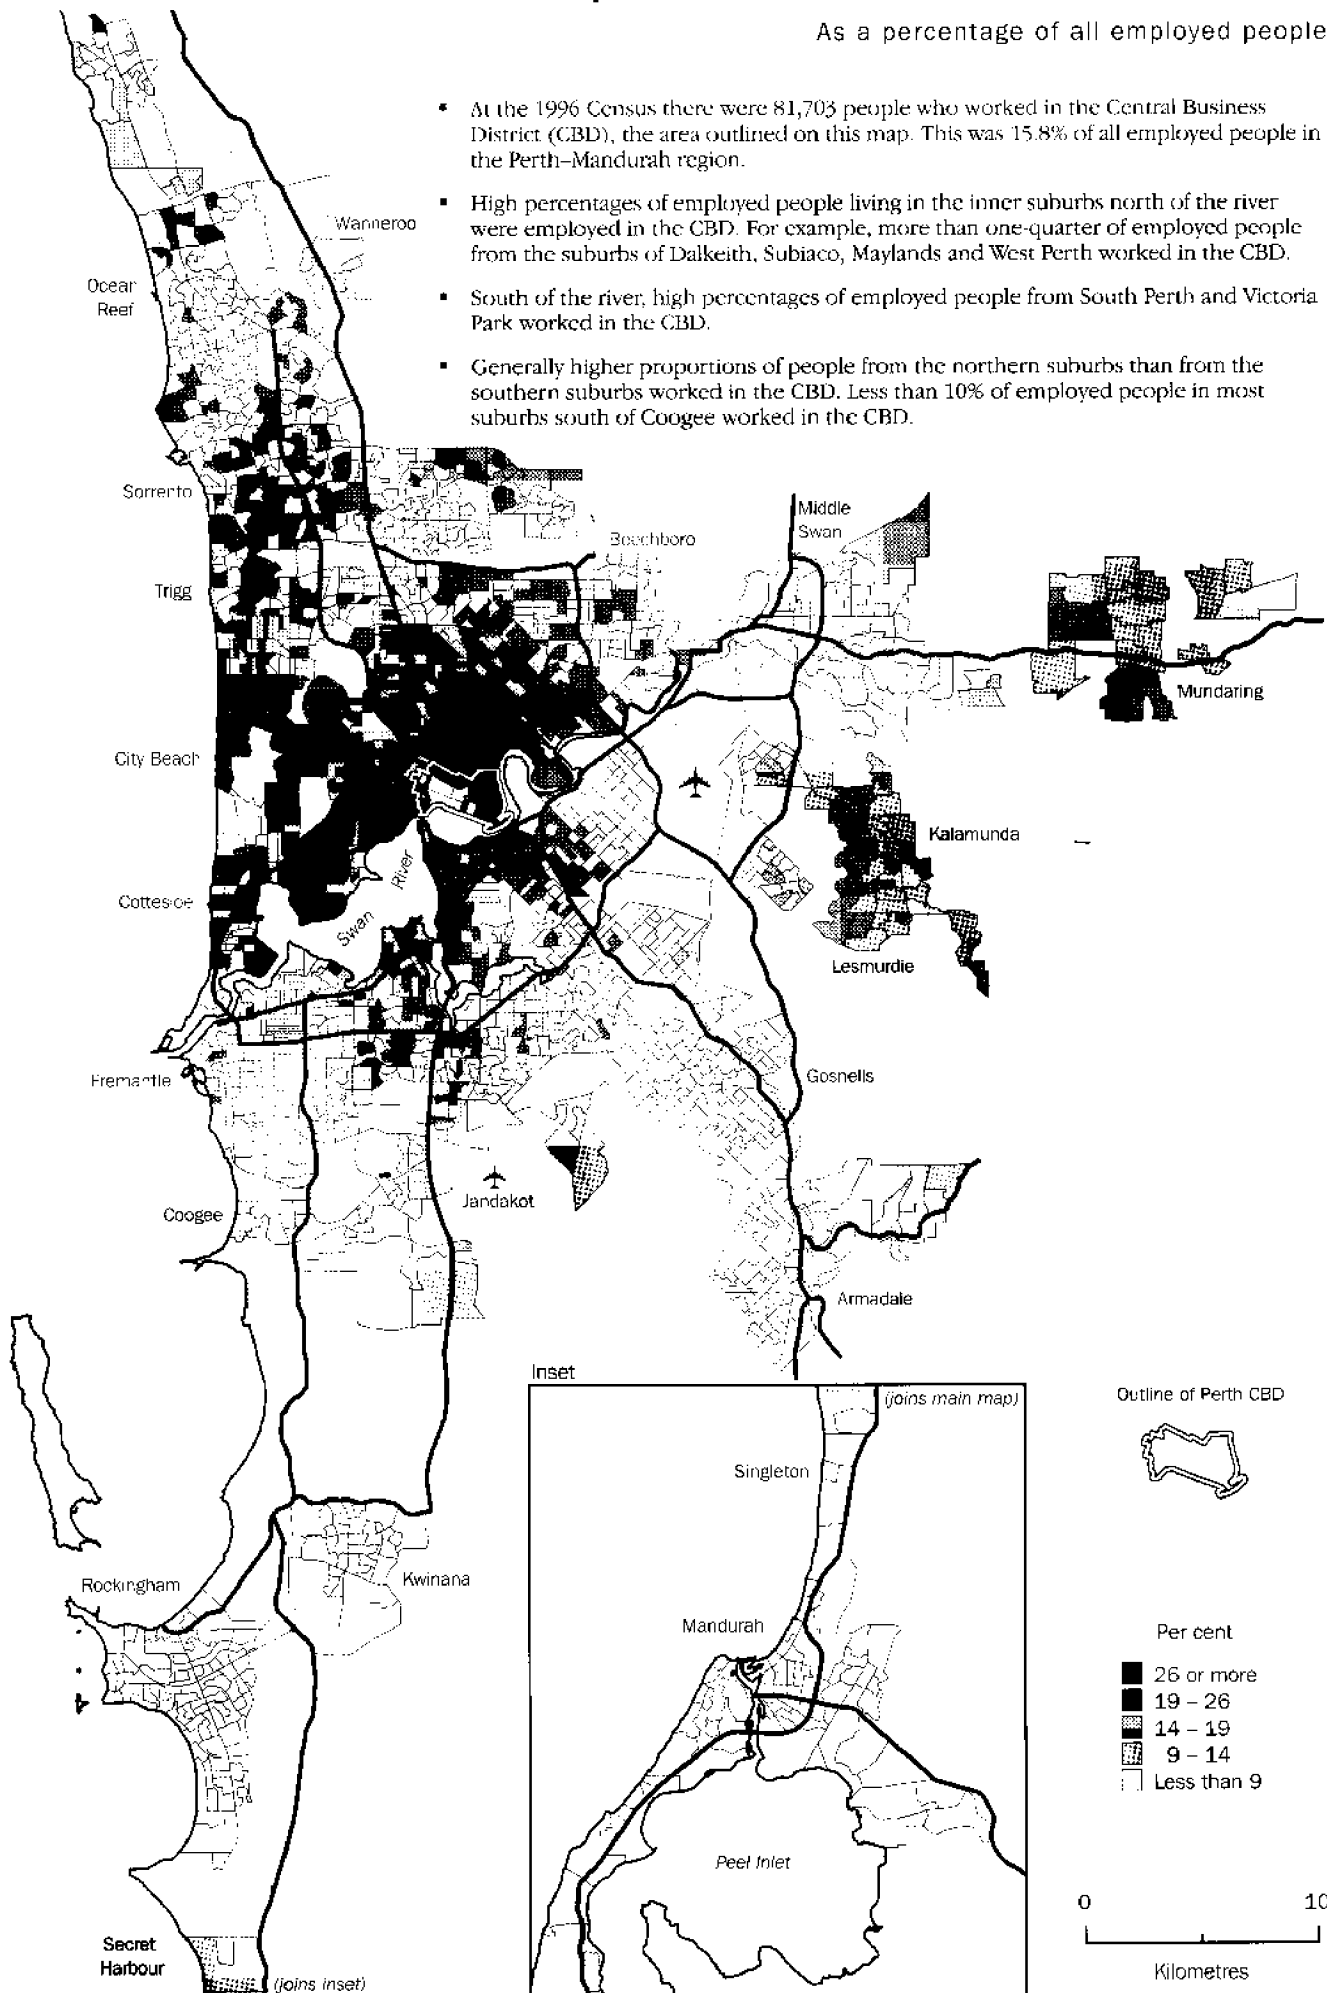 As a percentage of all employed people
▪ At the 1996 Census there were 81,703 people who worked in the Central Business
District (CBD), the area outlined on this map. This was 15.8% of all employed people in
the Perth–Mandurah region.
▪ High percentages of employed people living in the inner suburbs north of the river
were employed in the CBD. For example, more than one-quarter of employed people
from the suburbs of Dalkeith, Subiaco, Maylands and West Perth worked in the CBD.
▪ South of the river, high percentages of employed people from South Perth and Victoria
Park worked in the CBD.
▪ Generally higher proportions of people from the northern suburbs than from the
southern suburbs worked in the CBD. Less than 10% of employed people in most
suburbs south of Coogee worked in the CBD.
Wanneroo
Ocean
Reef
Sorrento
Middle
Swan
Beechboro
Trigg
Mundaring
City Beach
Kalamunda
River
Cottesloe
Swan
Lesmurdie
Fremantle
Gosnells
Jandakot
Coogee
Armadale
Inset
(joins main map)
Outline of Perth CBD
Singleton
Rockingham
Kwinana
Mandurah
Per cent
26 or more
19 – 26
14 – 19
9 – 14
Less than 9
Peel Inlet
0 10
Secret
Harbour
(joins inset)
Kilometres